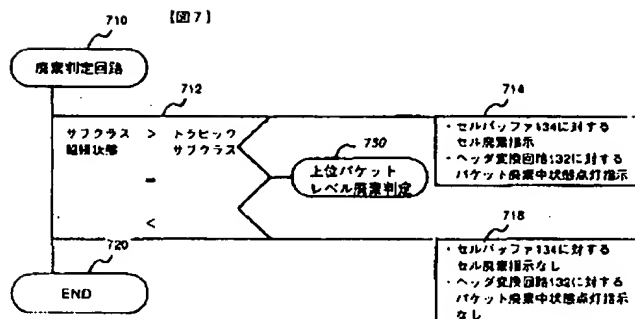 【図7】
710
廃棄判定回路
712
714
サブクラス > トラヒック
輻輳状態 サブクラス
=
<
730
上位パケット
レベル廃棄判定
・セルバッファ134に対する
セル廃棄指示
・ヘッダ変換回路132に対する
パケット廃棄中状態点灯指示
718
・セルバッファ134に対する
セル廃棄指示なし
・ヘッダ変換回路132に対する
パケット廃棄中状態点灯指示
なし
720
END